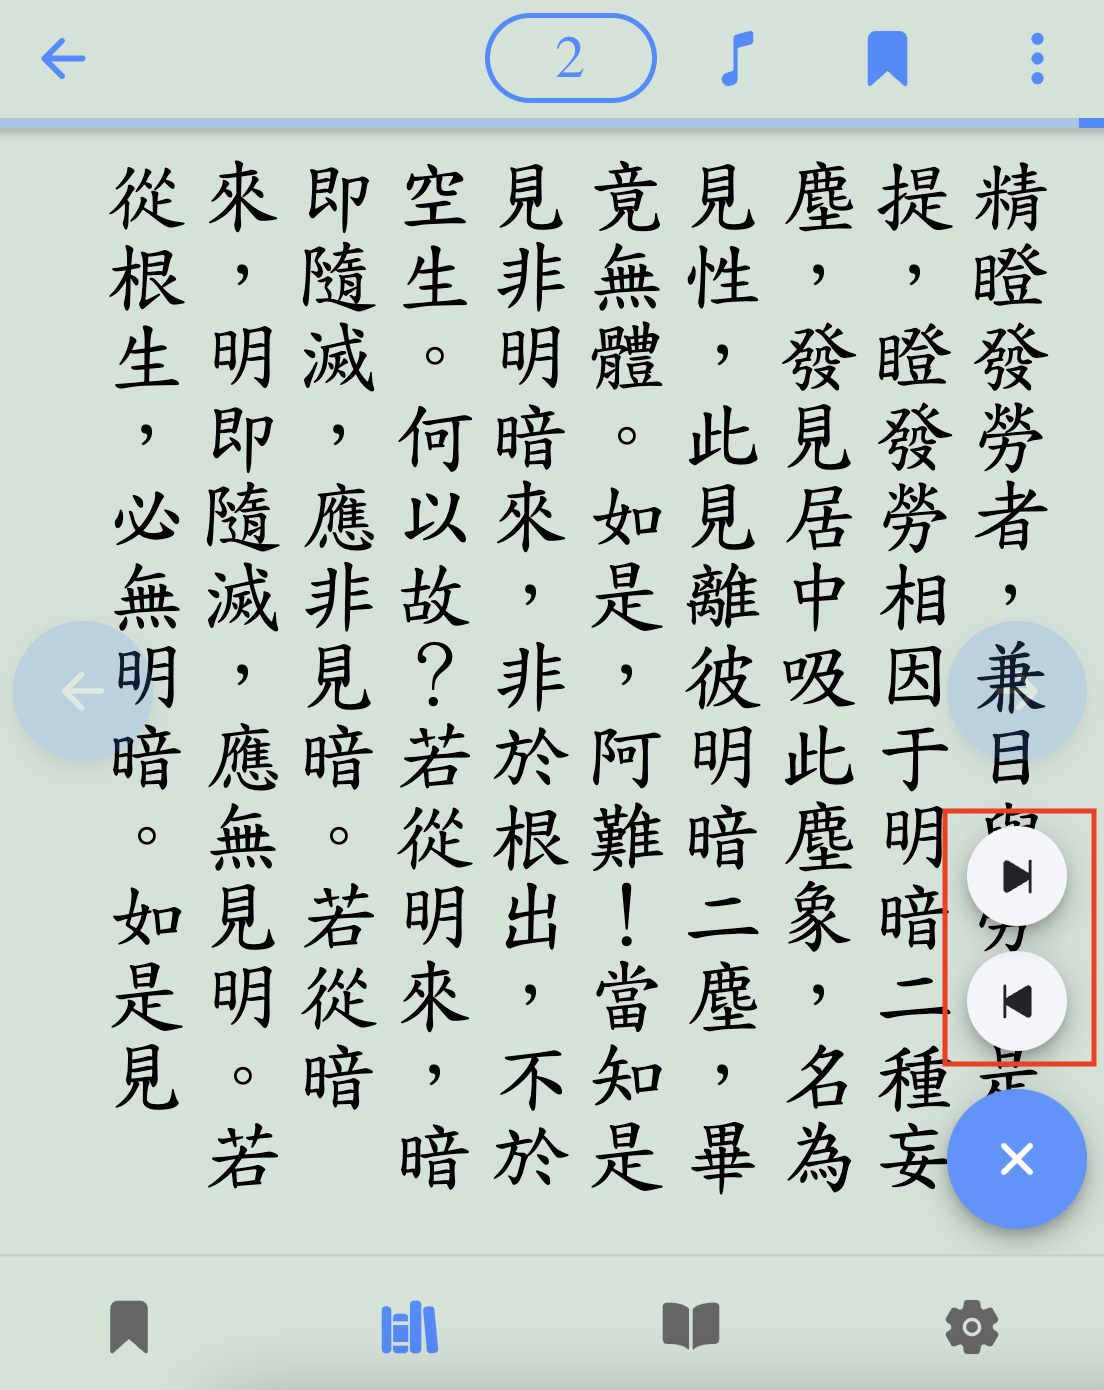 2
精瞪發勞者，兼目
提，瞪發勞相因于明暗二種妄
塵，發見居中吸此塵象，名為
見性，此見離彼明暗二塵，畢
竟無體。如是，阿難！當知是
見非明暗來，非於根出，不於
空生。何以故？若從明來，暗
即隨滅，應非見暗。若從暗
來，明即隨滅，應無見明。若
從根生，必無明暗。如是見